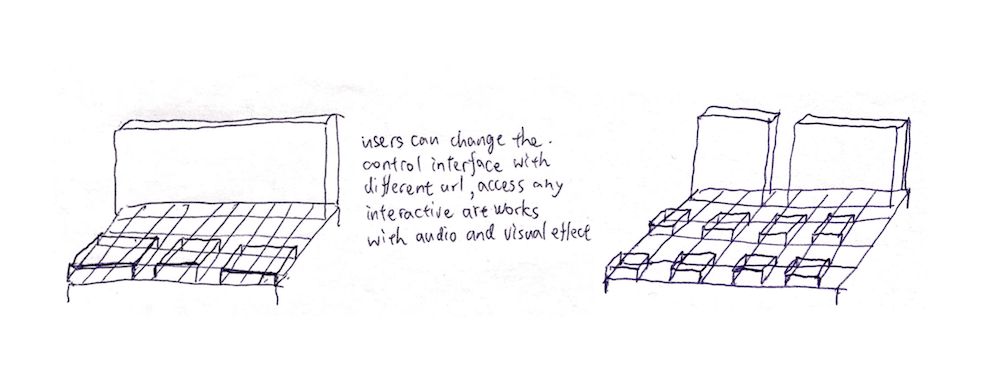 users can change the.
control interface with
different url, access any
interactive art works
with audio and visual effect